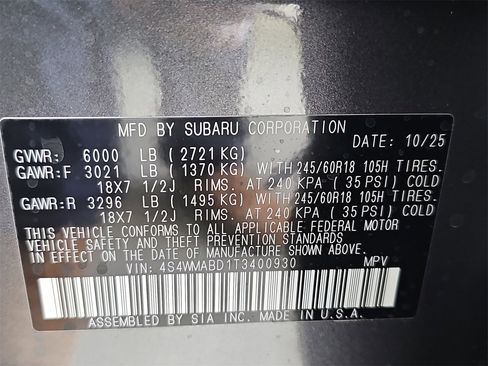 MFD BY SUBARU CORPORATION
DATE: 10/25
GVWR: 6000 LB (2721 KG)
GAWR:F 3021 LB (1370 KG) WITH 245/60R18 105H TIRES.
18X7 1/2J RIMS. AT 240 KPA (35 PSI) COLD
GAWR:R 3296 LB (1495 KG) WITH 245/60R18 105H TIRES.
18X7 1/2J RIMS. AT 240 KPA (35 PSI) COLD
THIS VEHICLE CONFORMS TO ALL APPLICABLE FEDERAL MOTOR
VEHICLE SAFETY AND THEFT PREVENTION STANDARDS
IN EFFECT ON THE DATE OF MANUFACTURE SHOWN ABOVE.
VIN: 4S4WMABD1T3400930 MPV
ASSEMBLED BY SIA INC. MADE IN U.S.A.